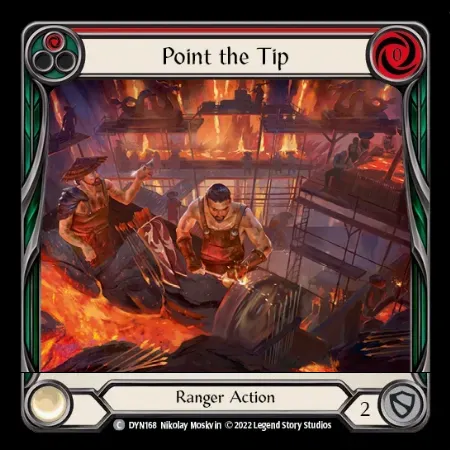 Point the Tip
0
Ranger Action
2
C DYN168 Nikolay Moskvin © 2022 Legend Story Studios